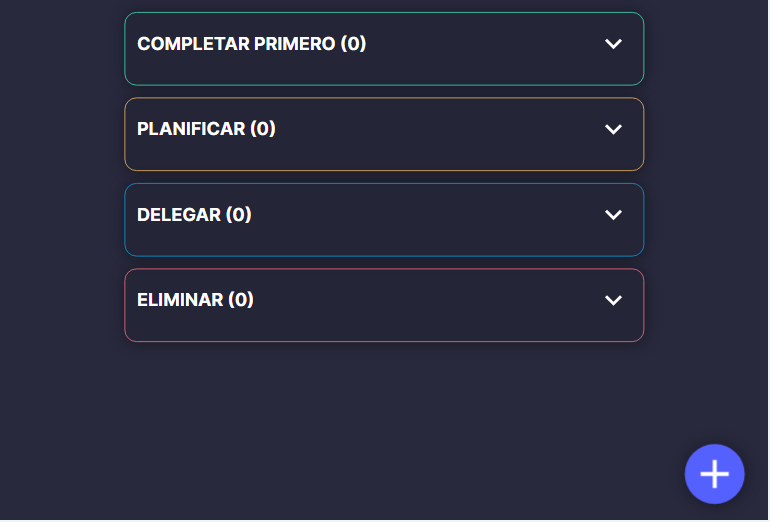 COMPLETAR PRIMERO (0)
PLANIFICAR (0)
DELEGAR (0)
ELIMINAR (0)